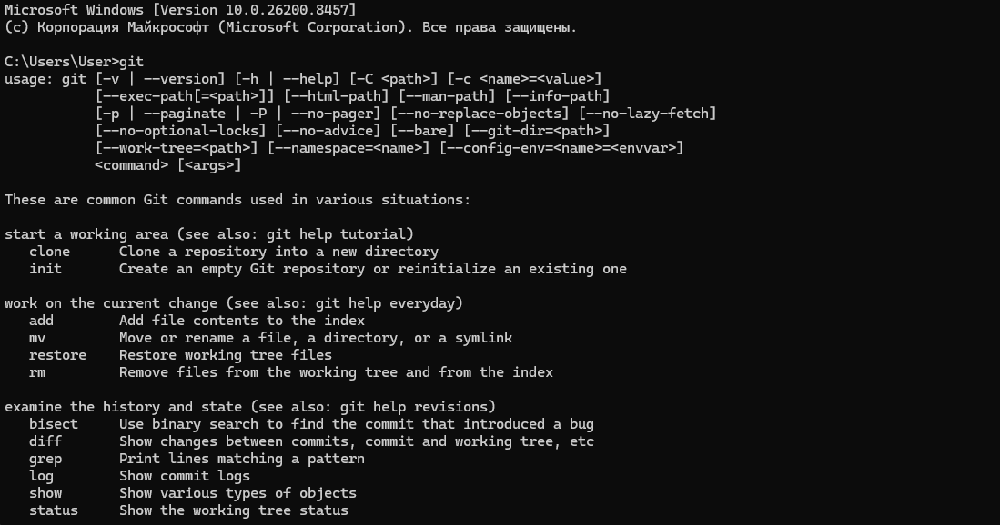 Microsoft Windows [Version 10.0.26200.8457]
(c) Корпорация Майкрософт (Microsoft Corporation). Все права защищены.

C:\Users\User>git
usage: git [-v | --version] [-h | --help] [-C <path>] [-c <name>=<value>]
           [--exec-path[=<path>]] [--html-path] [--man-path] [--info-path]
           [-p | --paginate | -P | --no-pager] [--no-replace-objects] [--no-lazy-fetch]
           [--no-optional-locks] [--no-advice] [--bare] [--git-dir=<path>]
           [--work-tree=<path>] [--namespace=<name>] [--config-env=<name>=<envvar>]
           <command> [<args>]

These are common Git commands used in various situations:

start a working area (see also: git help tutorial)
   clone      Clone a repository into a new directory
   init       Create an empty Git repository or reinitialize an existing one

work on the current change (see also: git help everyday)
   add        Add file contents to the index
   mv         Move or rename a file, a directory, or a symlink
   restore    Restore working tree files
   rm         Remove files from the working tree and from the index

examine the history and state (see also: git help revisions)
   bisect     Use binary search to find the commit that introduced a bug
   diff       Show changes between commits, commit and working tree, etc
   grep       Print lines matching a pattern
   log        Show commit logs
   show       Show various types of objects
   status     Show the working tree status